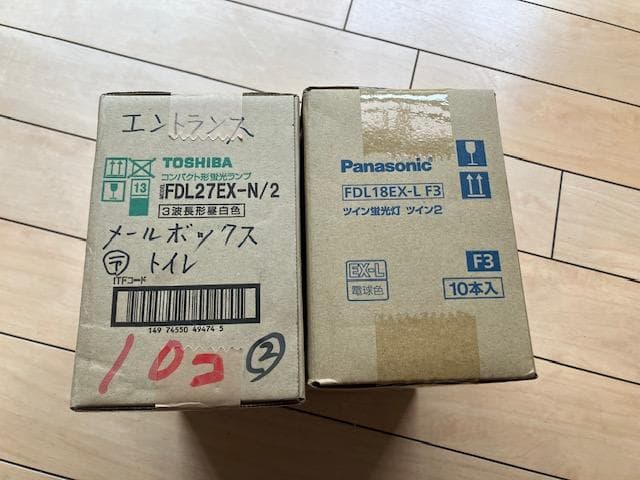 エントランス
TOSHIBA
コンパクト形蛍光ランプ
13
FDL27EX-N/2
3波長形昼白色
メールボックス
トイレ
ITFコード
149 74550 49474 5
10コ ②
Panasonic
FDL18EX-L F3
ツイン蛍光灯 ツイン2
F3
EX-L
電球色
10本入